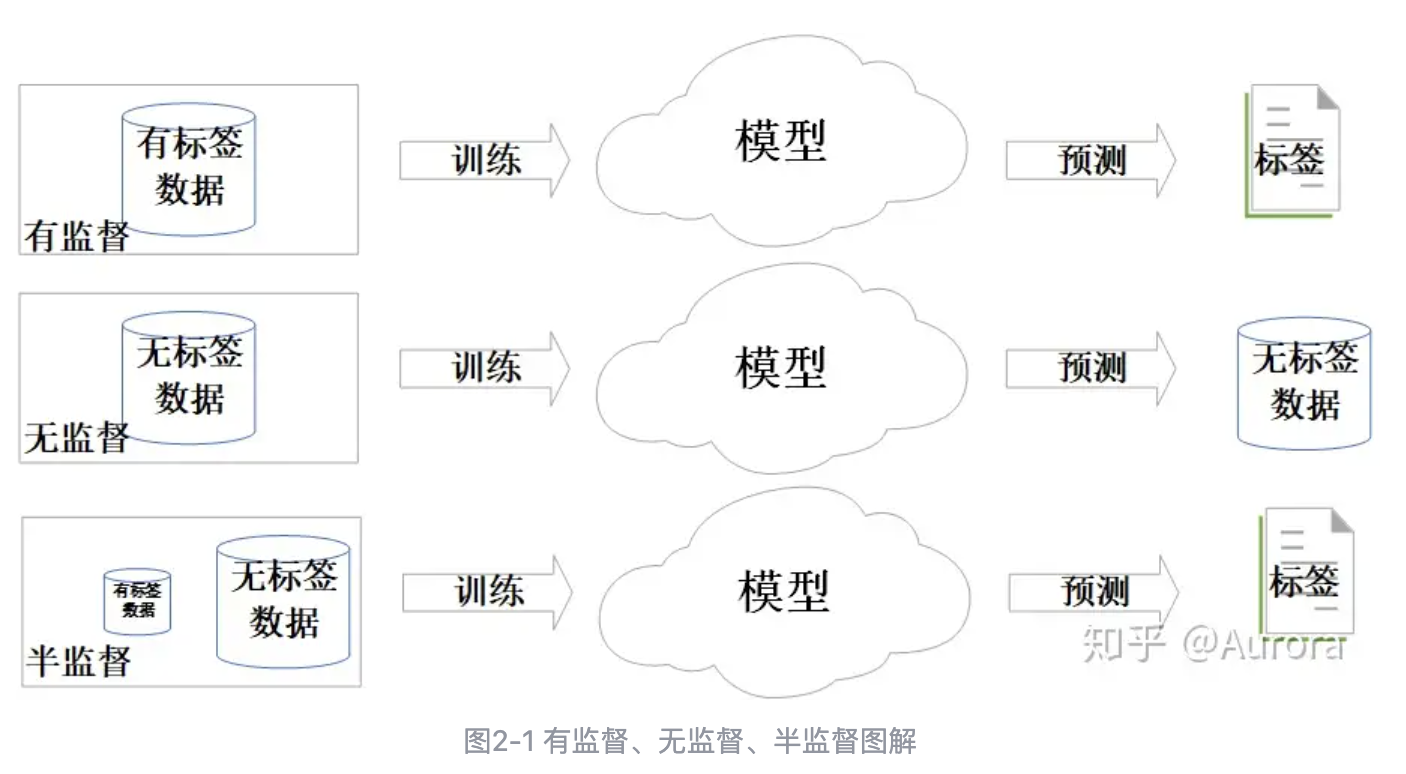 有标签
数据
有监督
训练
模型
预测
标签
无标签
数据
无监督
训练
模型
预测
无标签
数据
有标签
数据
无标签
数据
半监督
训练
模型
预测
标签
知乎 @Aurora
图2-1 有监督、无监督、半监督图解